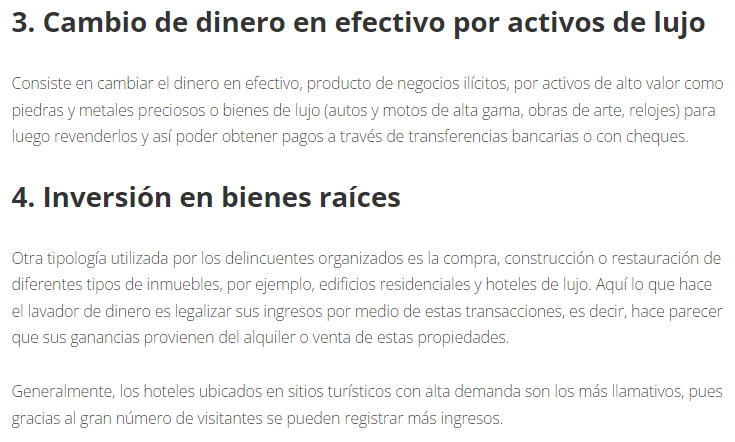 3. Cambio de dinero en efectivo por activos de lujo
Consiste en cambiar el dinero en efectivo, producto de negocios ilícitos, por activos de alto valor como
piedras y metales preciosos o bienes de lujo (autos y motos de alta gama, obras de arte, relojes) para
luego revenderlos y así poder obtener pagos a través de transferencias bancarias o con cheques.
4. Inversión en bienes raíces
Otra tipología utilizada por los delincuentes organizados es la compra, construcción o restauración de
diferentes tipos de inmuebles, por ejemplo, edificios residenciales y hoteles de lujo. Aquí lo que hace
el lavador de dinero es legalizar sus ingresos por medio de estas transacciones, es decir, hace parecer
que sus ganancias provienen del alquiler o venta de estas propiedades.
Generalmente, los hoteles ubicados en sitios turísticos con alta demanda son los más llamativos, pues
gracias al gran número de visitantes se pueden registrar más ingresos.